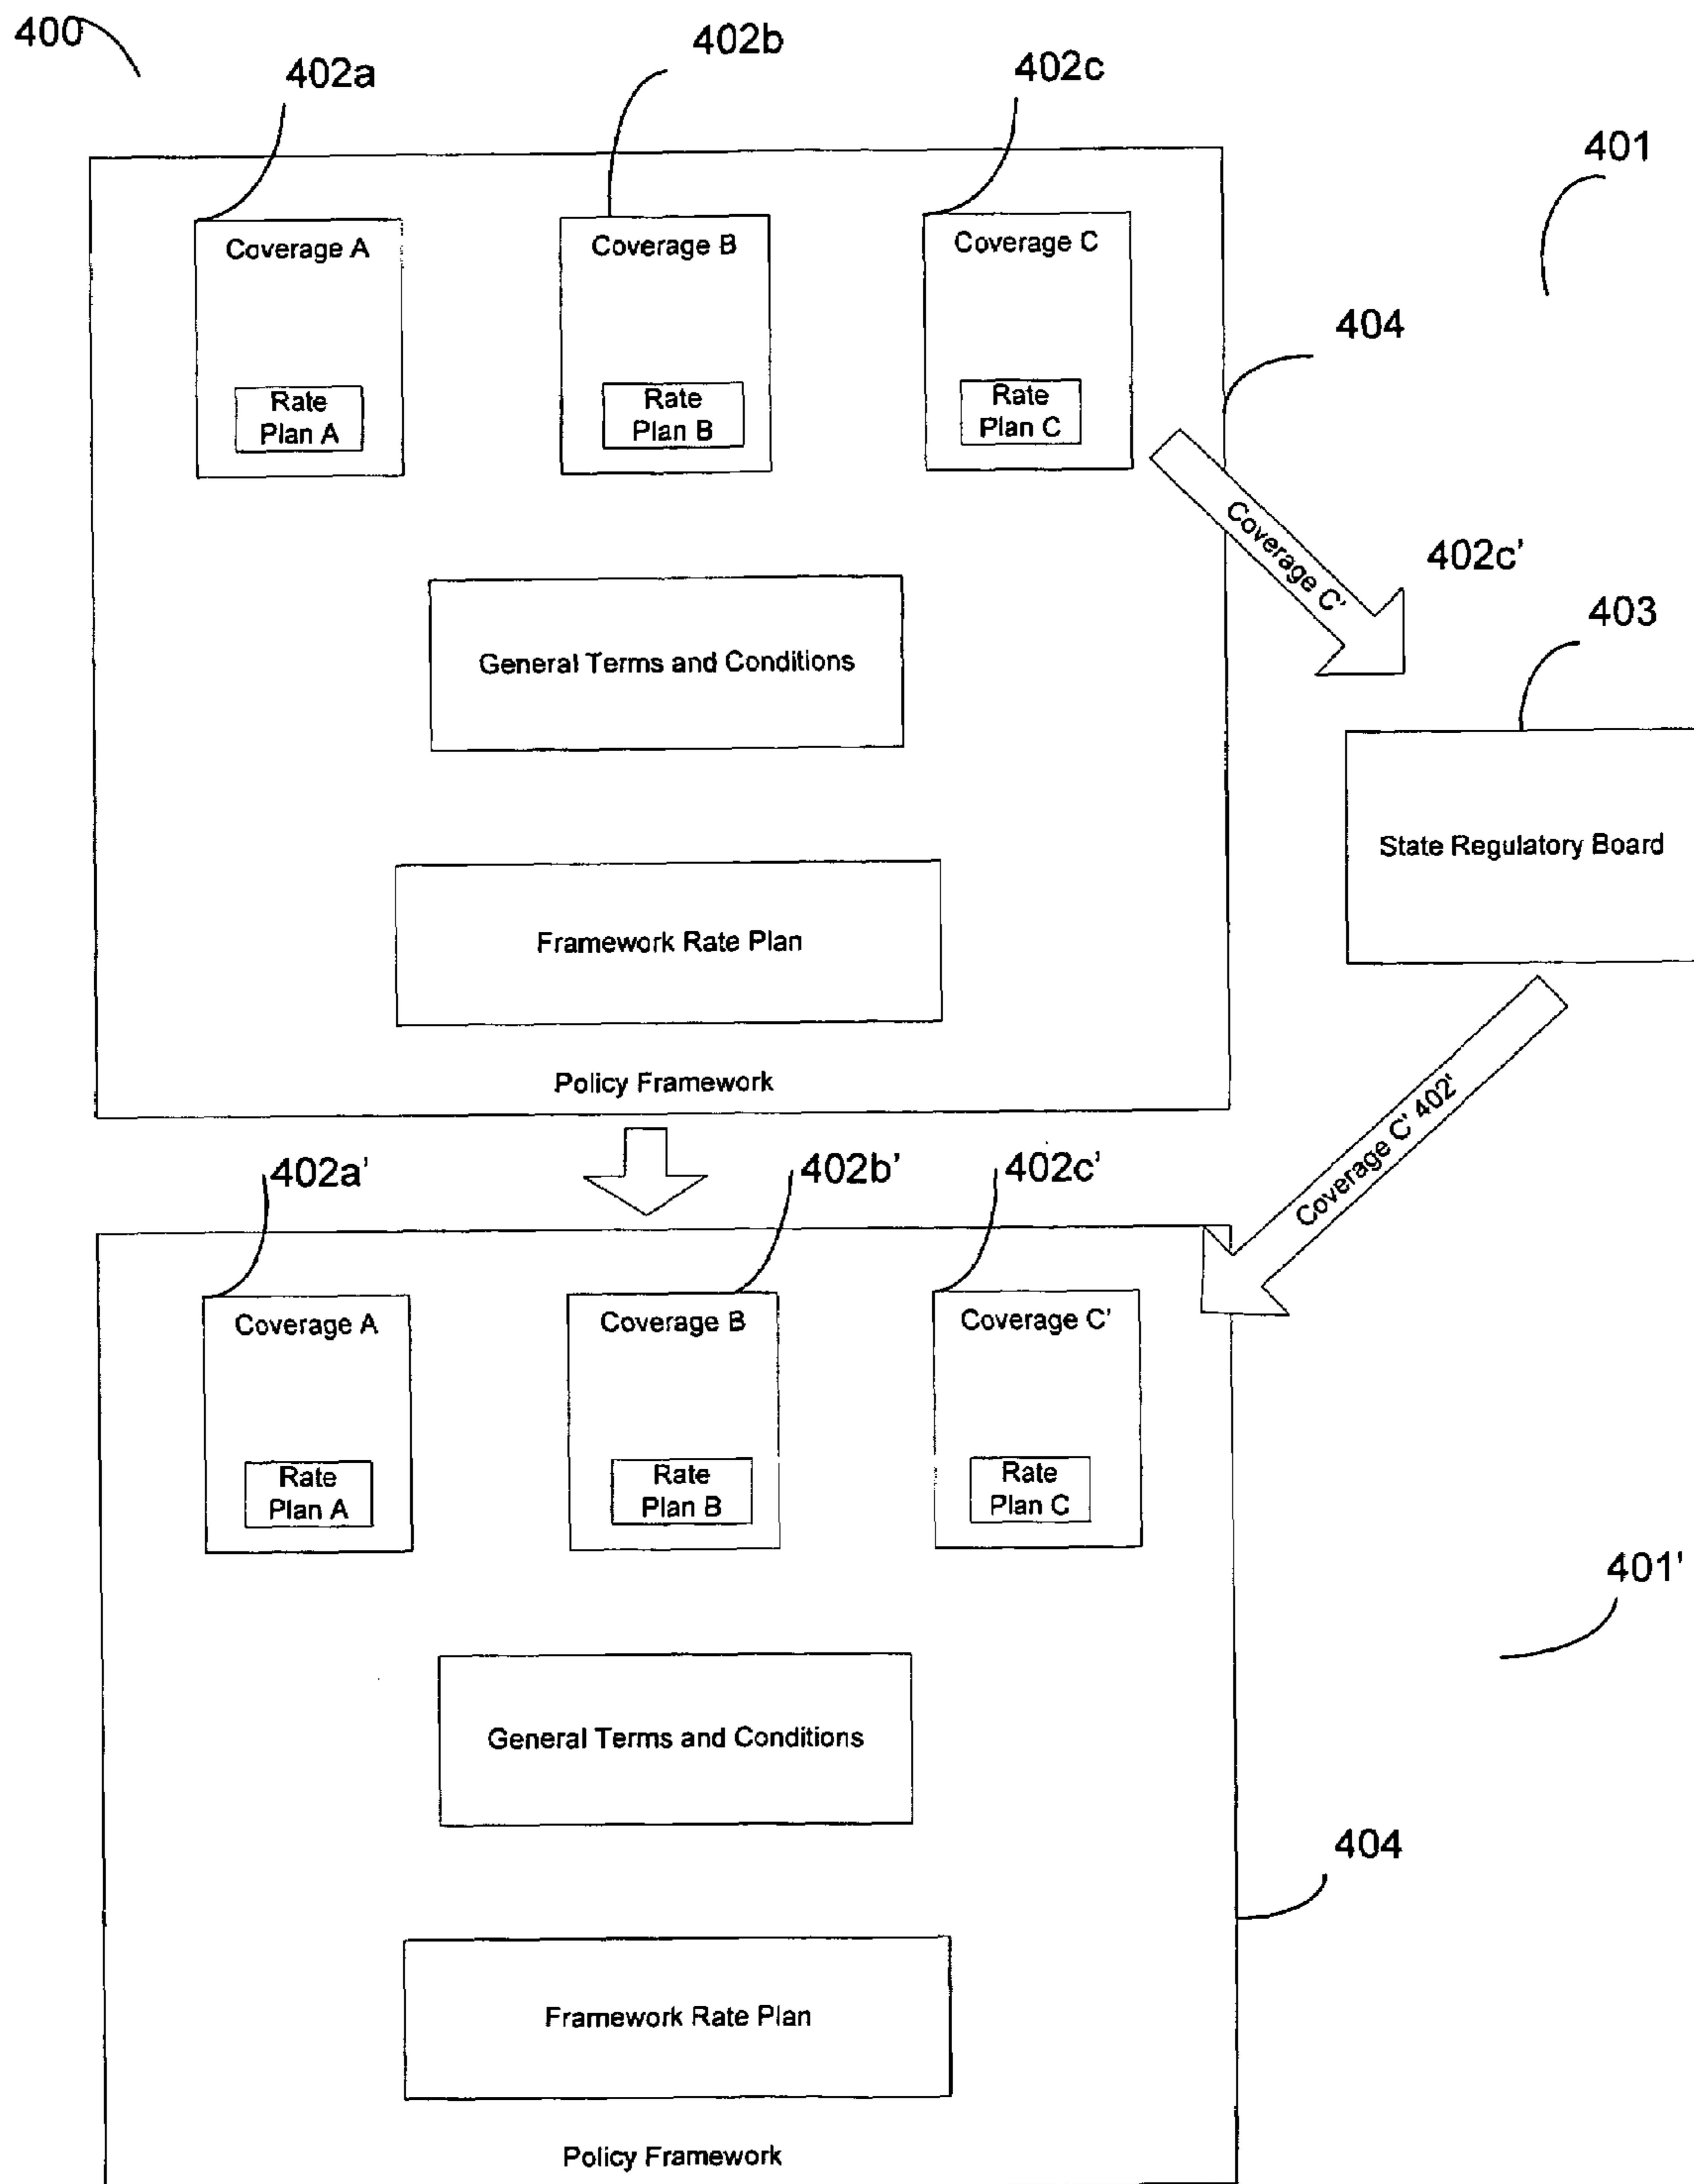 400
402a
402b
402c
401
Coverage A
Coverage B
Coverage C
404
Rate
Plan A
Rate
Plan B
Rate
Plan C
Coverage C'
402c’
403
General Terms and Conditions
State Regulatory Board
Framework Rate Plan
Policy Framework
Coverage C' 402'
402a’
402b’
402c’
Coverage A
Coverage B
Coverage C'
Rate
Plan A
Rate
Plan B
Rate
Plan C
401'
General Terms and Conditions
404
Framework Rate Plan
Policy Framework